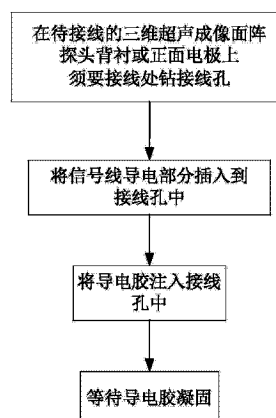 在待接线的三维超声成像面阵
探头背衬或正面电极上
须要接线处钻接线孔
将信号线导电部分插入到
接线孔中
将导电胶注入接线
孔中
等待导电胶凝固